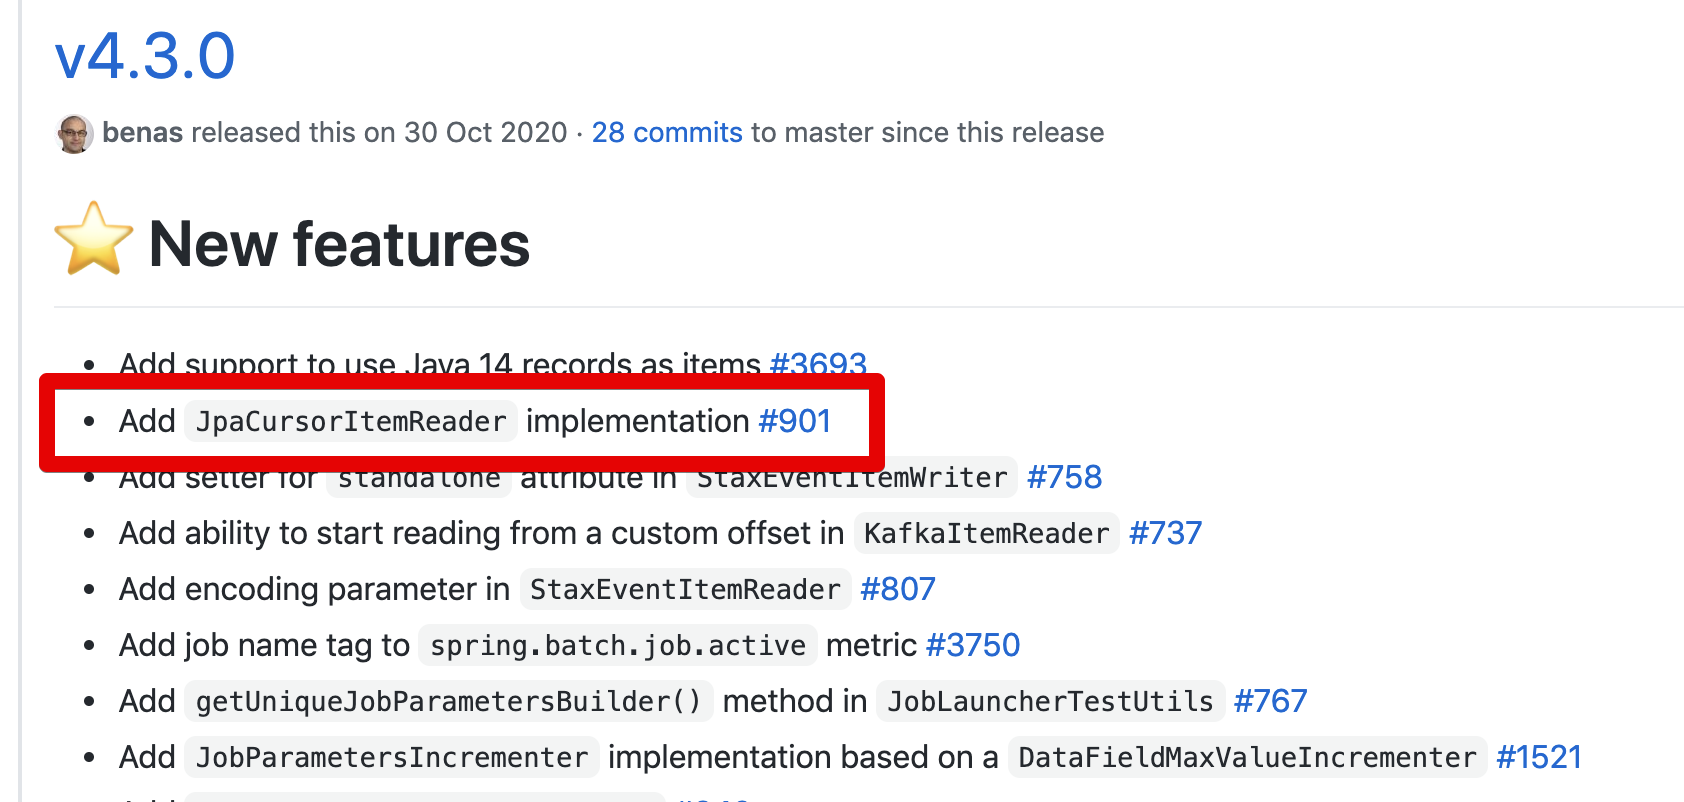 v4.3.0
benas released this on 30 Oct 2020 · 28 commits to master since this release
New features
• Add support to use Java 14 records as items #3693
• Add JpaCursorItemReader implementation #901
• Add setter for standalone attribute in StaxEventItemWriter #758
• Add ability to start reading from a custom offset in KafkaItemReader #737
• Add encoding parameter in StaxEventItemReader #807
• Add job name tag to spring.batch.job.active metric #3750
• Add getUniqueJobParametersBuilder() method in JobLauncherTestUtils #767
• Add JobParametersIncrementer implementation based on a DataFieldMaxValueIncrementer #1521
• Add